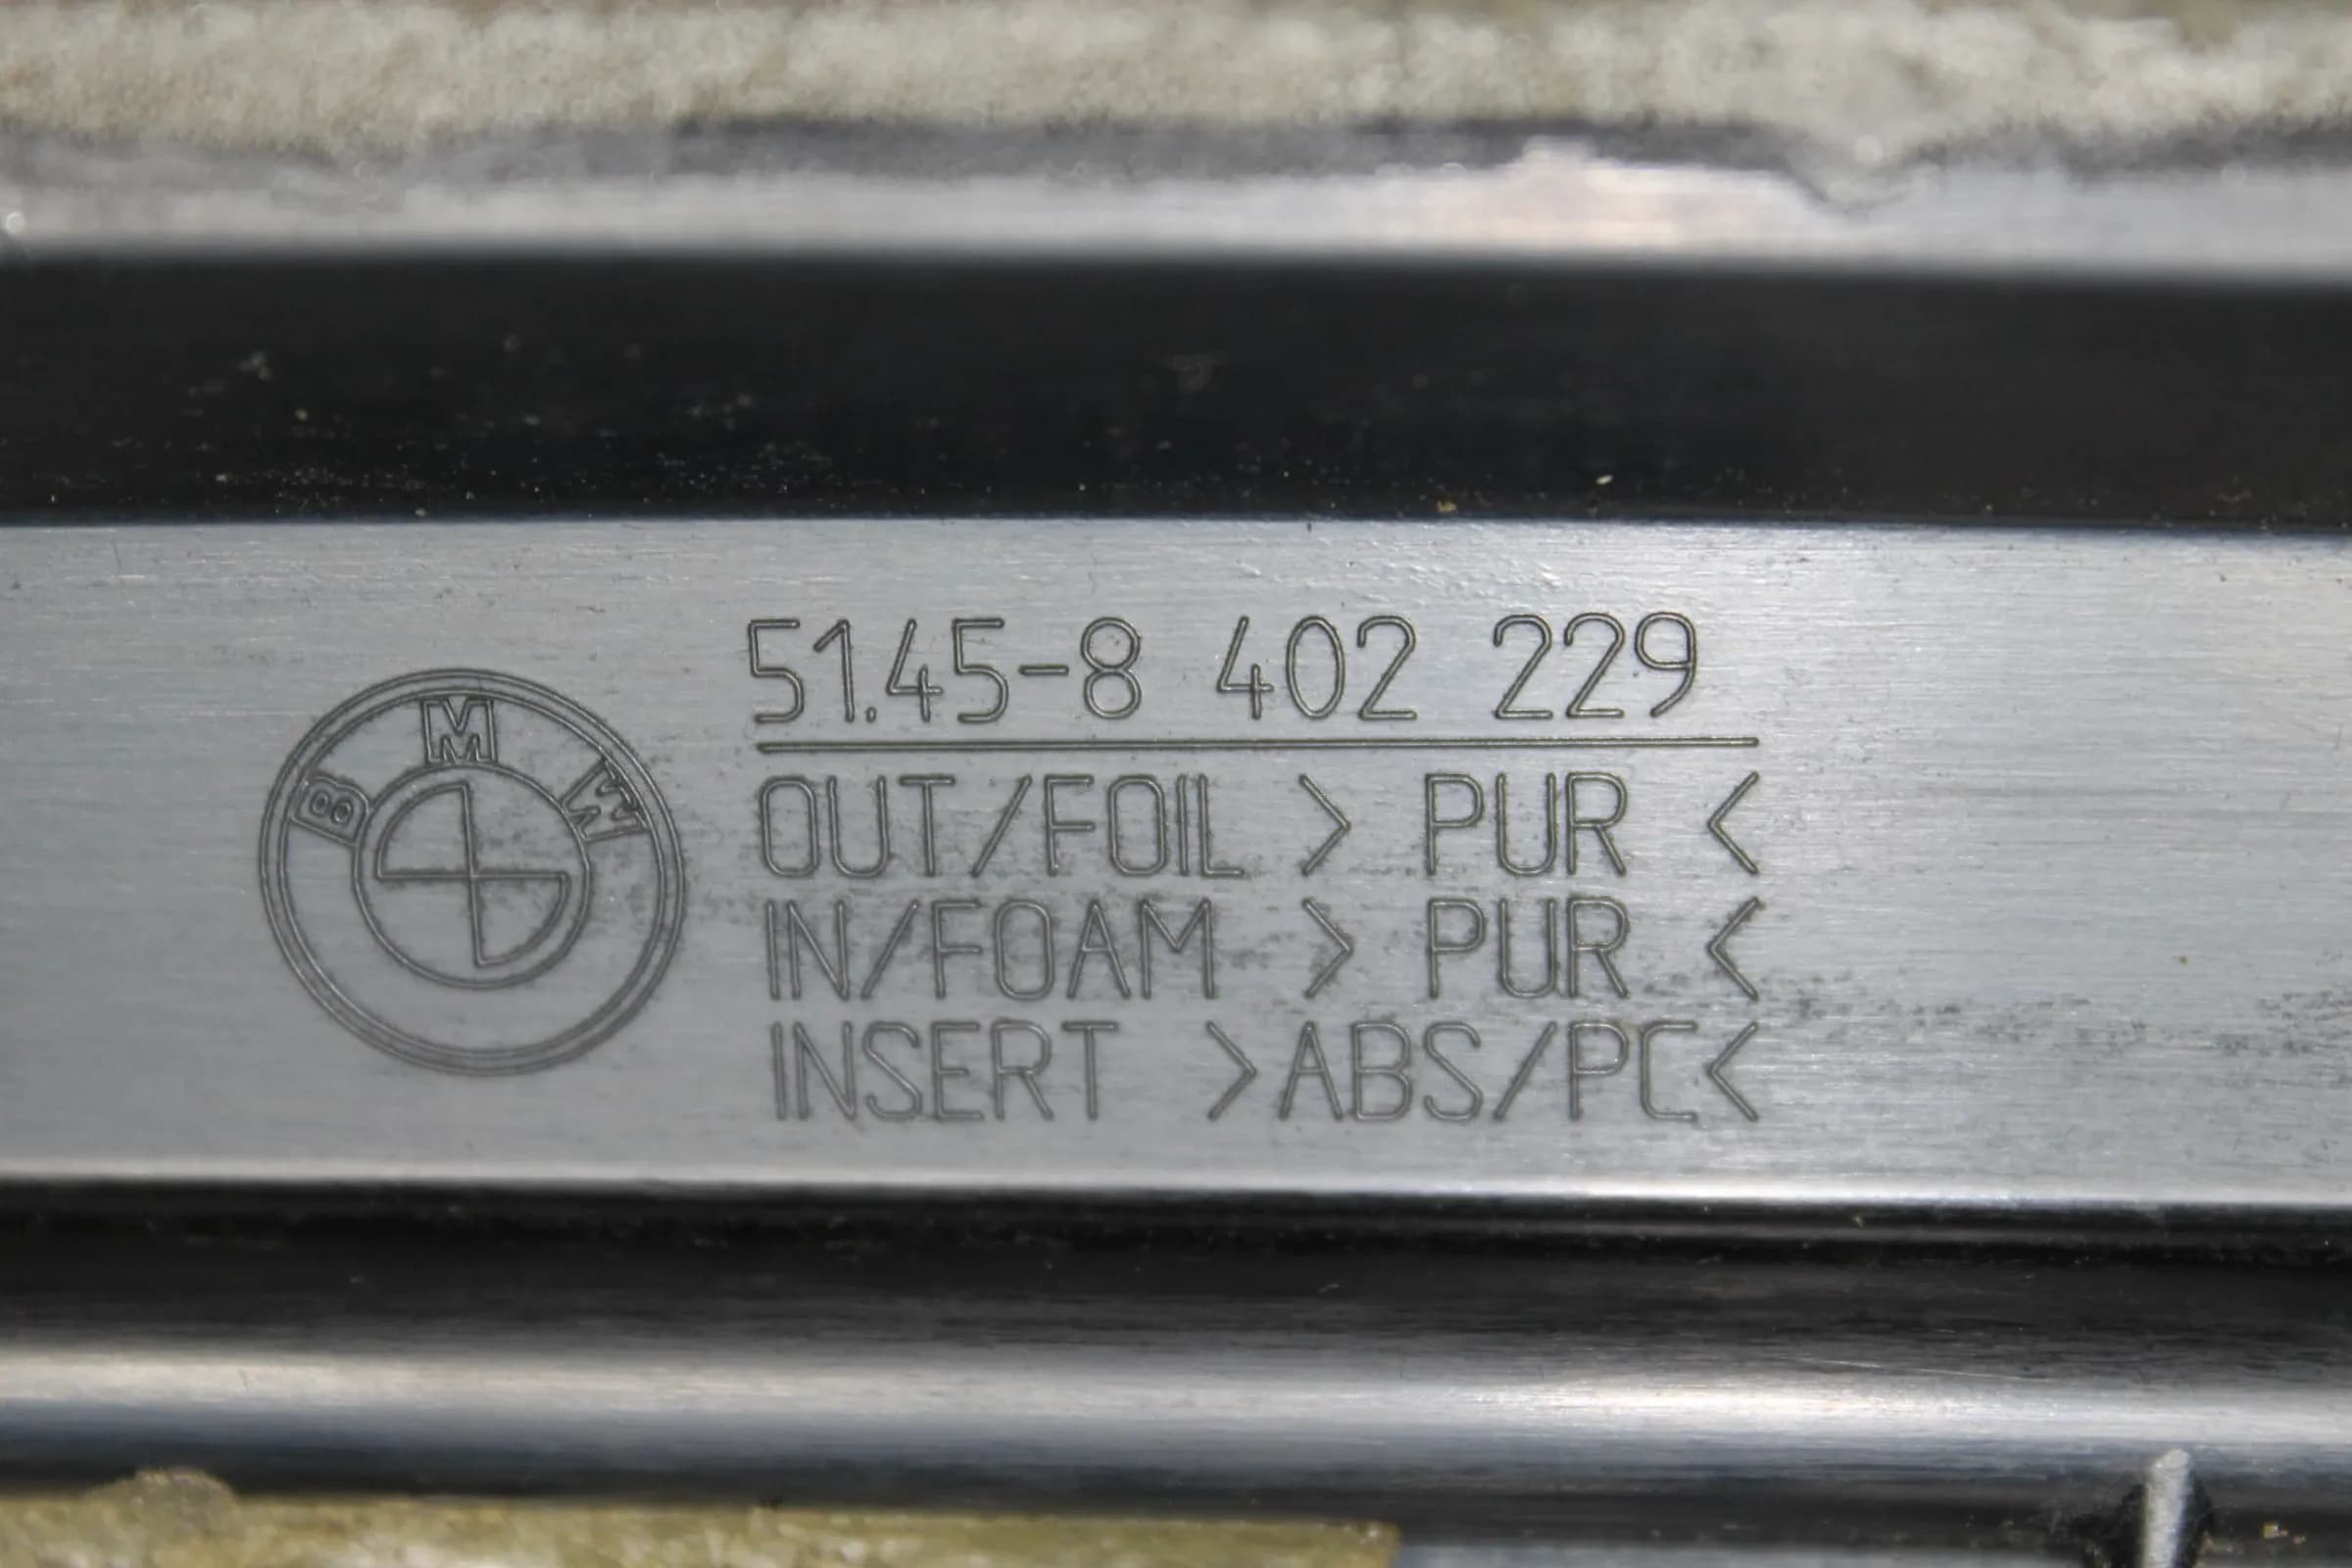 BMW
51.45-8 402 229
OUT/FOIL > PUR <
IN/FOAM > PUR <
INSERT >ABS/PC<